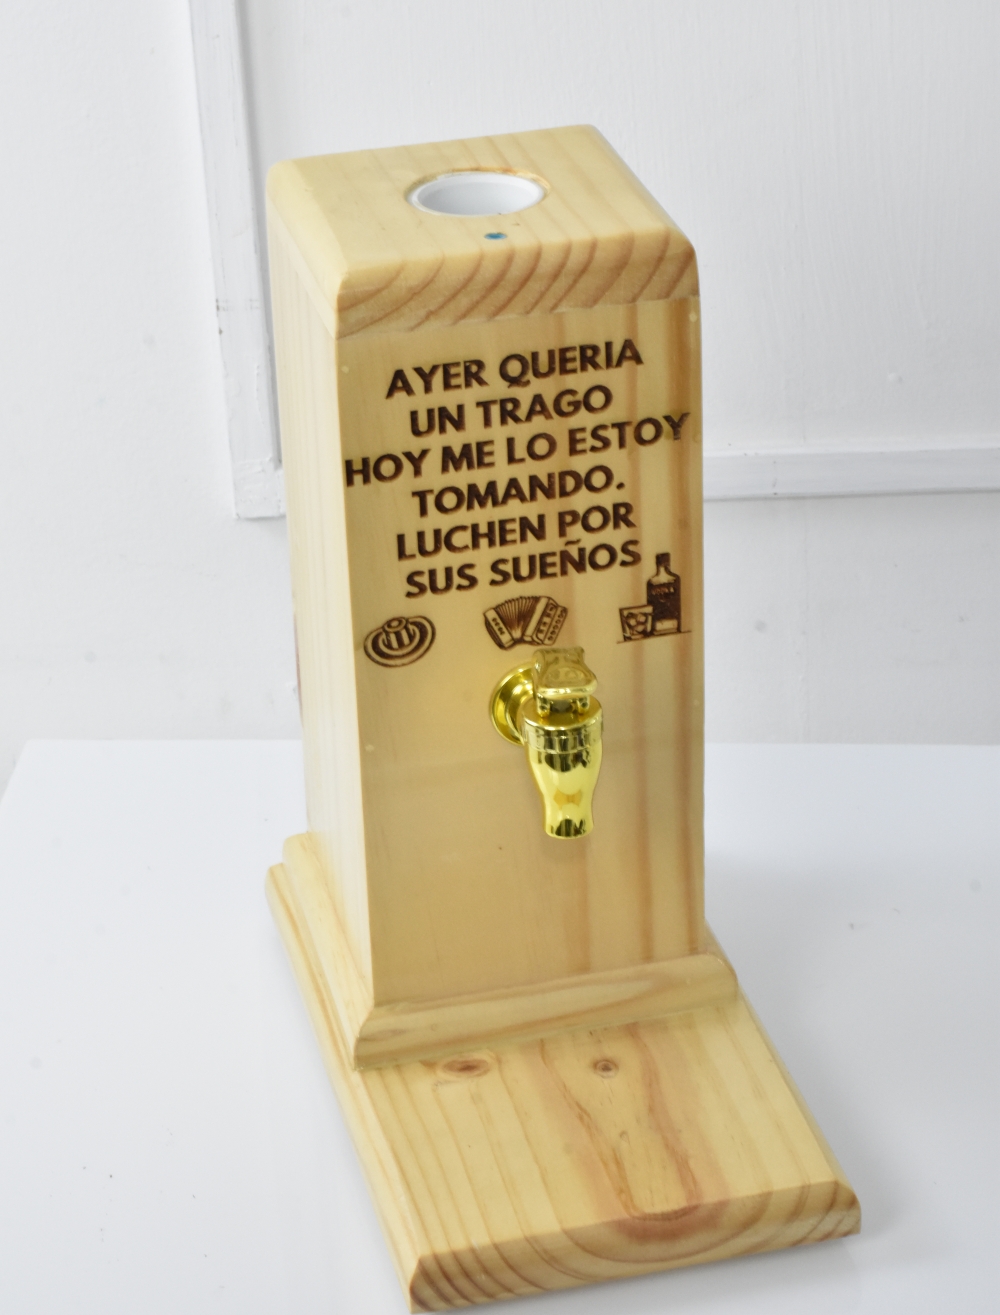 AYER QUERIA
UN TRAGO
HOY ME LO ESTOY
TOMANDO.
LUCHEN POR
SUS SUEÑOS